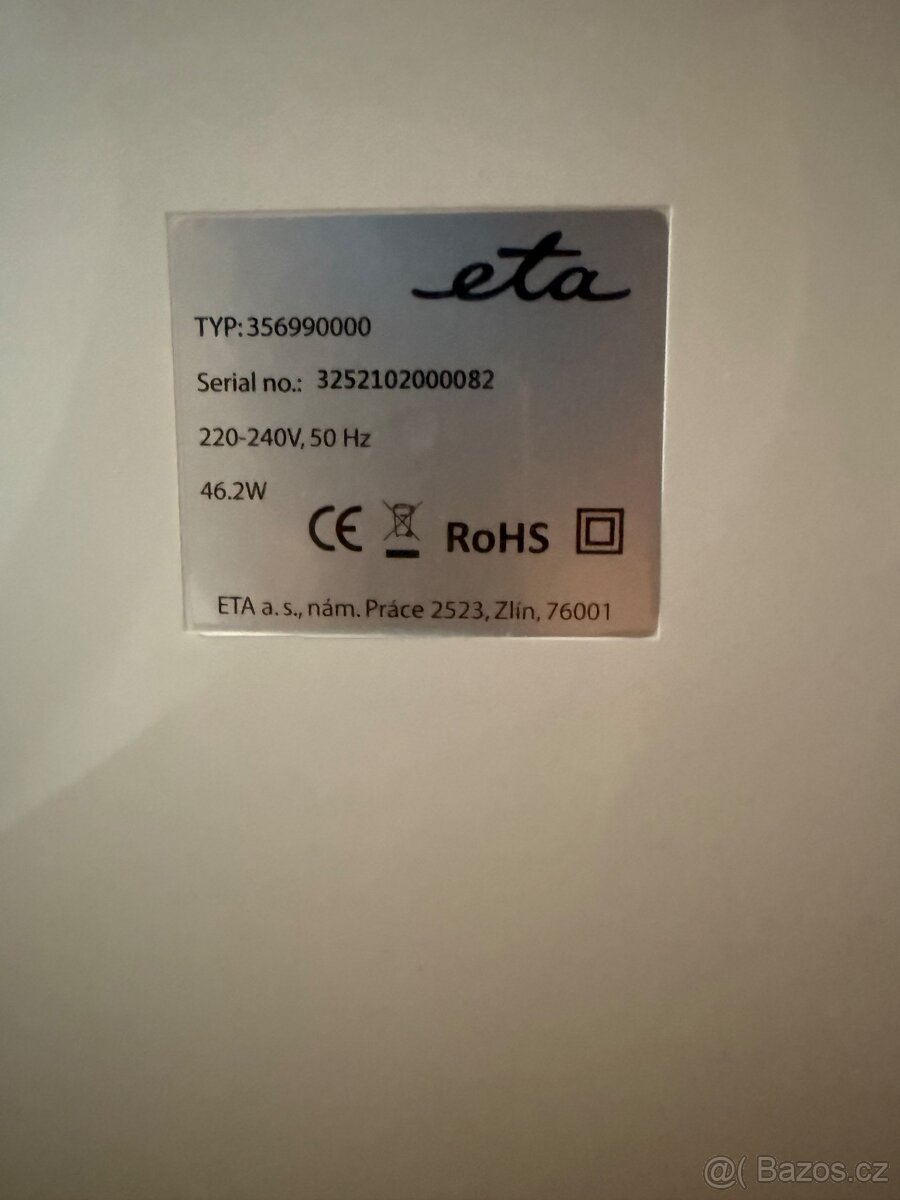 eta
TYP: 356990000
Serial no.: 3252102000082
220-240V, 50 Hz
46.2W
CE RoHS
ETA a. s., nám. Práce 2523, Zlín, 76001
@( Bazos.cz